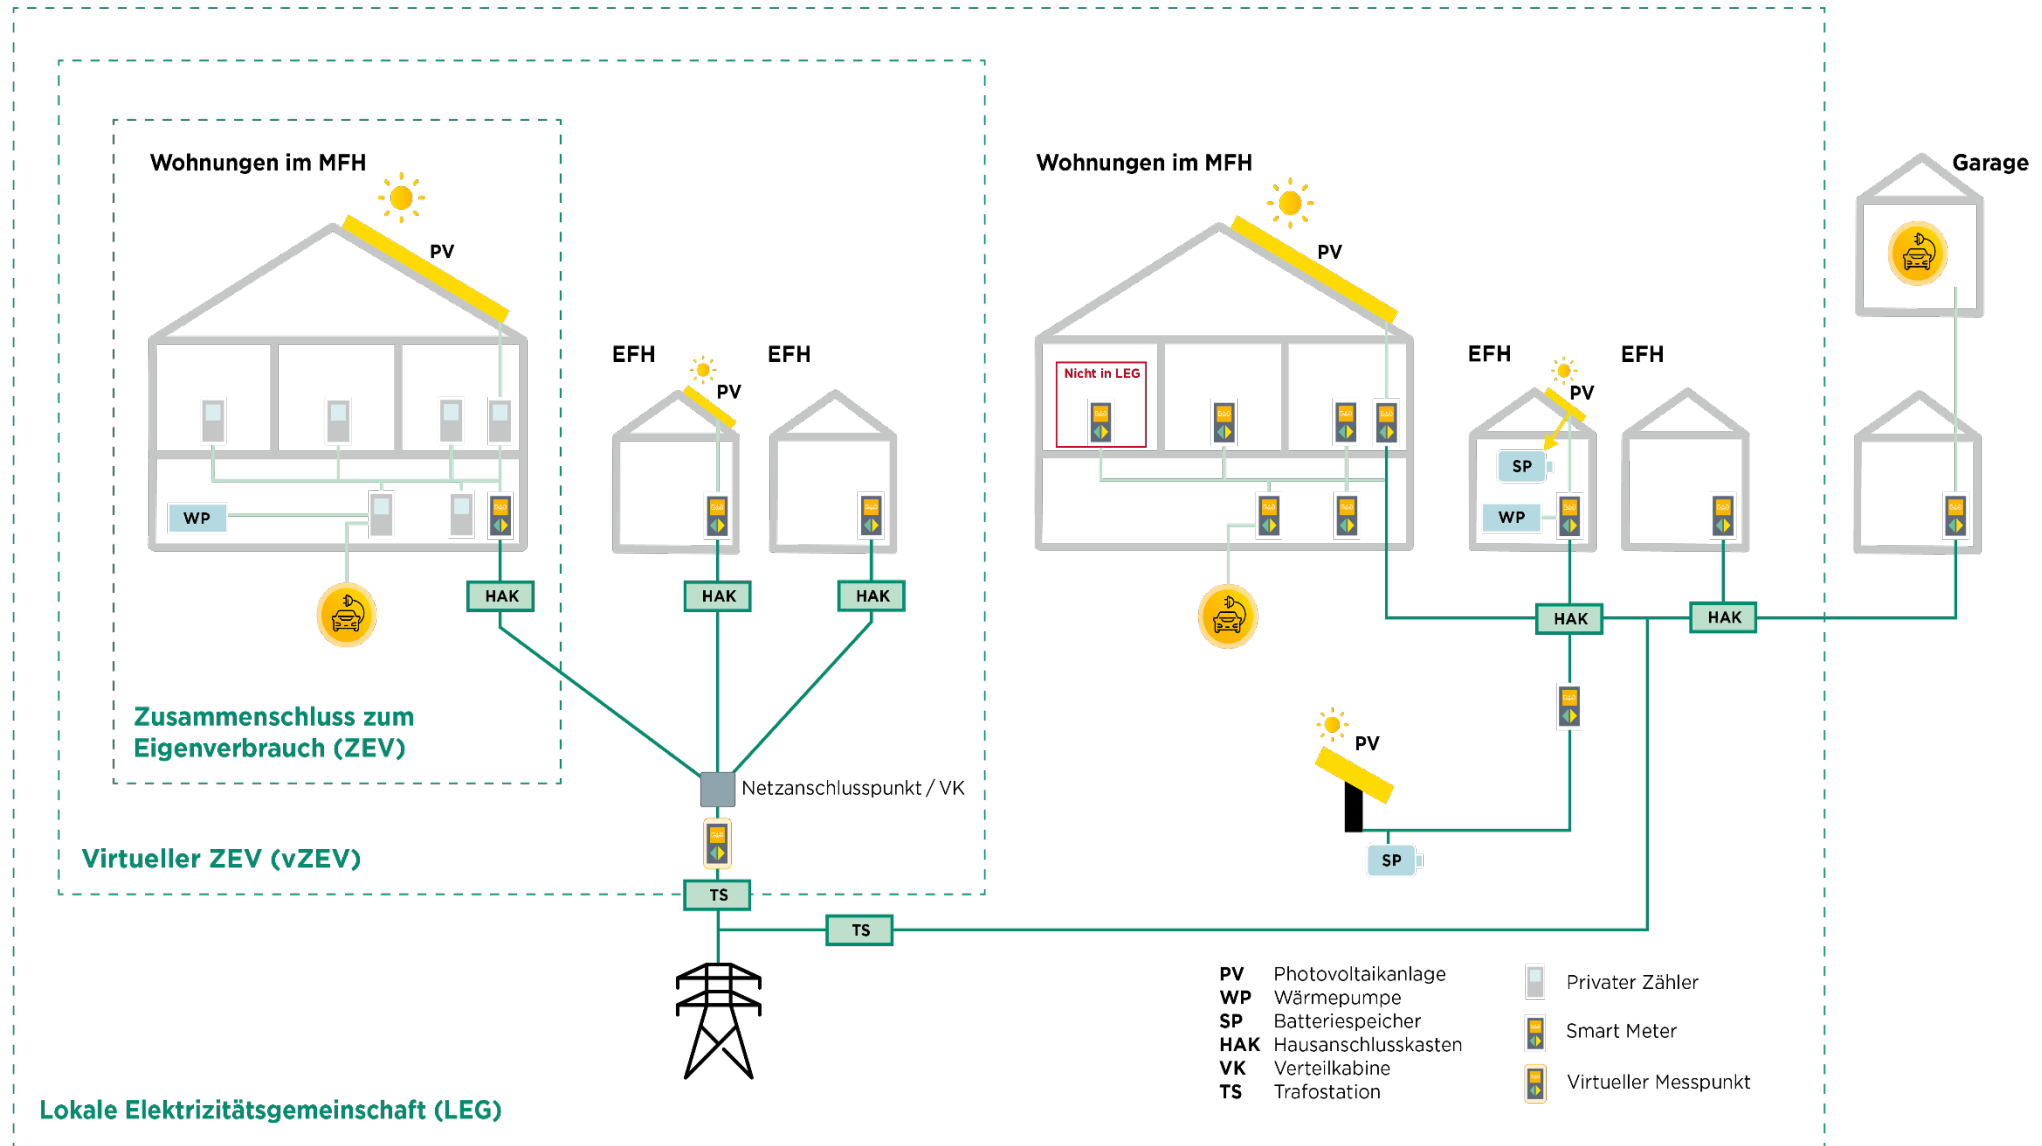 Wohnungen im MFH
PV
WP
HAK
Zusammenschluss zum
Eigenverbrauch (ZEV)
EFH
PV
EFH
HAK
HAK
Netzanschlusspunkt / VK
Virtueller ZEV (vZEV)
TS
TS
Wohnungen im MFH
PV
Nicht in LEG
EFH
PV
SP
WP
EFH
HAK
HAK
Garage
PV
SP
PV Photovoltaikanlage
WP Wärmepumpe
SP Batteriespeicher
HAK Hausanschlusskasten
VK Verteilkabine
TS Trafostation
Privater Zähler
Smart Meter
Virtueller Messpunkt
Lokale Elektrizitätsgemeinschaft (LEG)